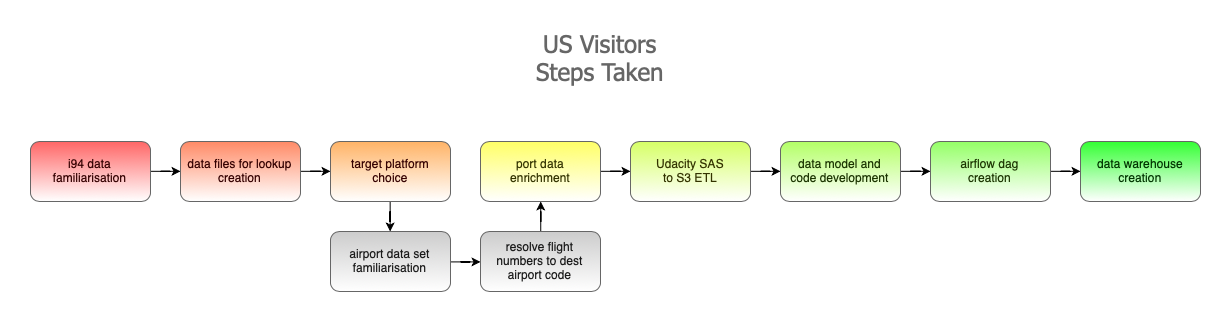 US Visitors
Steps Taken
i94 data
familiarisation
data files for lookup
creation
target platform
choice
port data
enrichment
Udacity SAS
to S3 ETL
data model and
code development
airflow dag
creation
data warehouse
creation
airport data set
familiarisation
resolve flight
numbers to dest
airport code